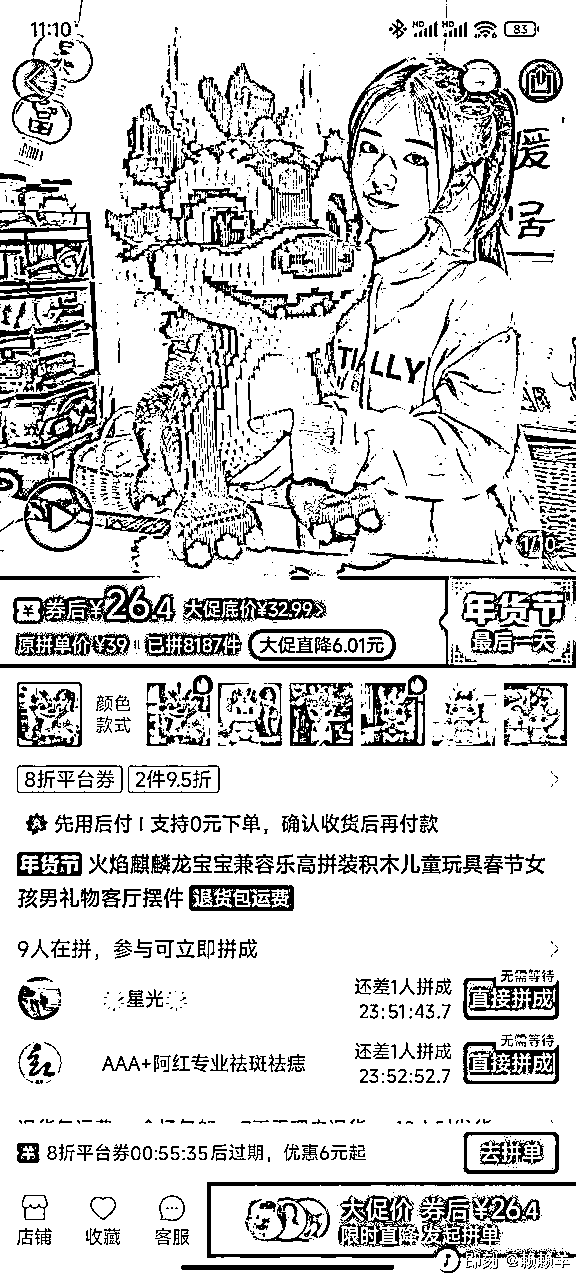 11:10
HD HD 83
富
爱
居
TULLY
1/10
券后¥26.4 大促底价¥32.99>
年货节
原拼单价 ¥39 已拼8187件 大促直降6.01元
最后一天
颜色
款式
8折平台券 2件9.5折
先用后付 | 支持0元下单，确认收货后再付款
年货节 火焰麒麟龙宝宝兼容乐高拼装积木儿童玩具春节女
孩男礼物客厅摆件 退货包运费
9人在拼，参与可立即拼成
星光
还差1人拼成
23:51:43.7
无需等待
直接拼成
AAA+阿红专业祛斑祛痣
还差1人拼成
23:52:52.7
无需等待
直接拼成
8折平台券00:55:35后过期，优惠6元起
去拼单
店铺
收藏
客服
大促价 券后¥26.4
限时直降 发起拼单
即刻